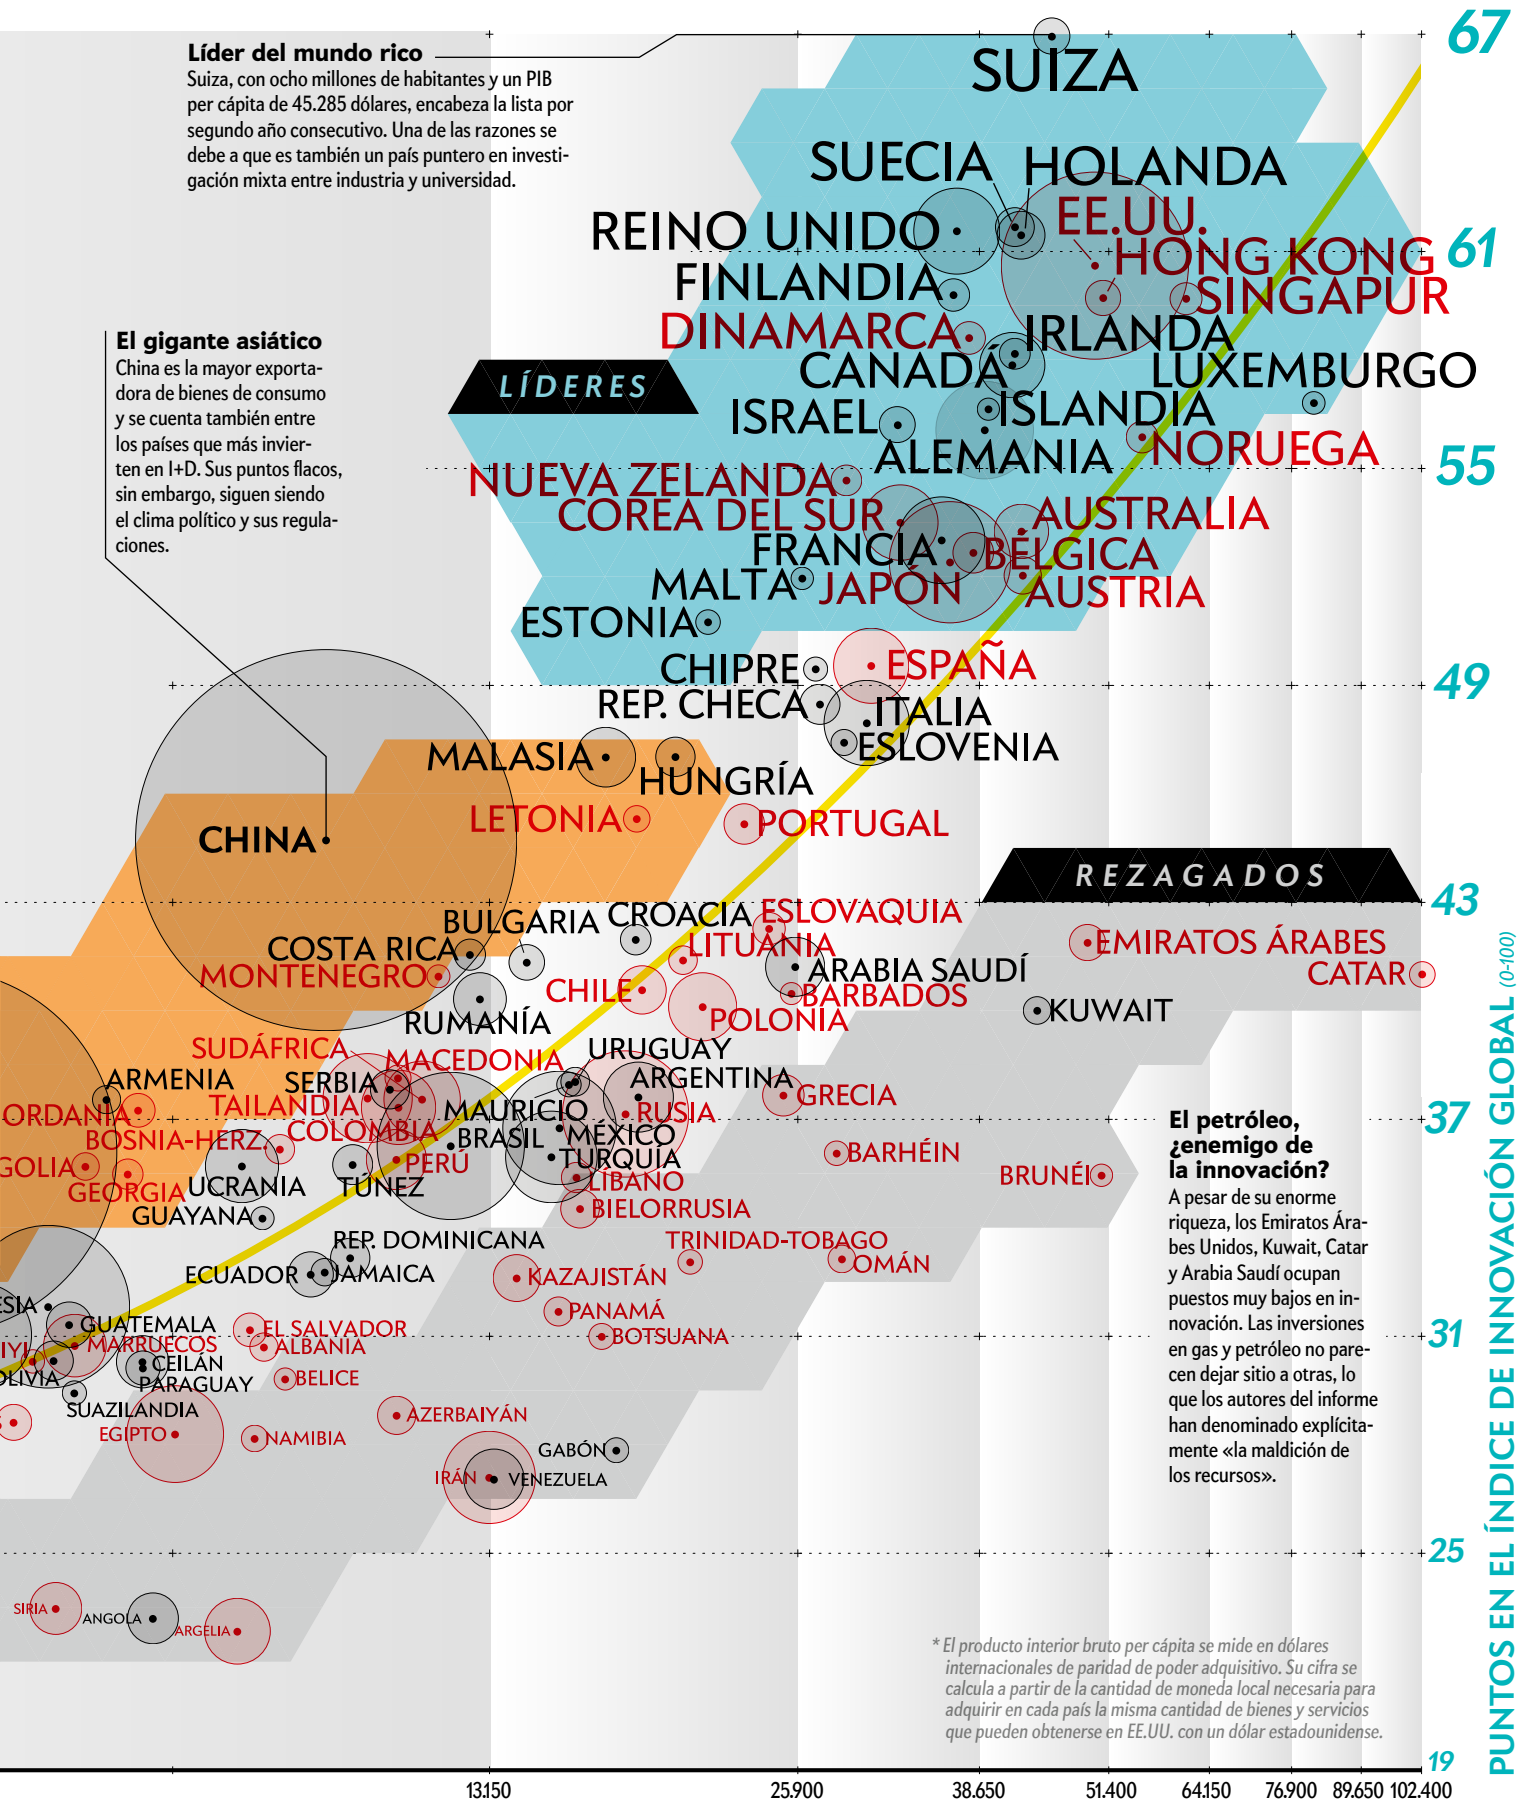 67
Líder del mundo rico
Suiza, con ocho millones de habitantes y un PIB
per cápita de 45.285 dólares, encabeza la lista por
segundo año consecutivo. Una de las razones se
debe a que es también un país puntero en investi-
gación mixta entre industria y universidad.
SUIZA
SUECIA
HOLANDA
REINO UNIDO
EE.UU.
HONG KONG
61
FINLANDIA
SINGAPUR
DINAMARCA
IRLANDA
CANADÁ
LUXEMBURGO
El gigante asiático
China es la mayor exporta-
dora de bienes de consumo
y se cuenta también entre
los países que más invier-
ten en I+D. Sus puntos flacos,
sin embargo, siguen siendo
el clima político y sus regula-
ciones.
LÍDERES
ISRAEL
ISLANDIA
ALEMANIA
NORUEGA
55
NUEVA ZELANDA
COREA DEL SUR
AUSTRALIA
FRANCIA
BÉLGICA
MALTA
JAPÓN
AUSTRIA
ESTONIA
CHIPRE
ESPAÑA
49
REP. CHECA
ITALIA
ESLOVENIA
MALASIA
HUNGRÍA
LETONIA
PORTUGAL
CHINA
REZAGADOS
43
BULGARIA
CROACIA
ESLOVAQUIA
COSTA RICA
LITUANIA
EMIRATOS ÁRABES
MONTENEGRO
ARABIA SAUDÍ
CATAR
CHILE
BARBADOS
RUMANÍA
POLONIA
KUWAIT
SUDÁFRICA
MACEDONIA
URUGUAY
ARMENIA
SERBIA
ARGENTINA
TAILANDIA
MAURICIO
RUSIA
GRECIA
ORDANIA
37
BOSNIA-HERZ.
COLOMBIA
BRASIL
MÉXICO
GOLIA
PERÚ
TURQUÍA
BARHÉIN
GEORGIA
UCRANIA
TÚNEZ
LÍBANO
BRUNÉI
GUAYANA
BIELORRUSIA
El petróleo,
¿enemigo de
la innovación?
A pesar de su enorme
riqueza, los Emiratos Ára-
bes Unidos, Kuwait, Catar
y Arabia Saudí ocupan
puestos muy bajos en in-
novación. Las inversiones
en gas y petróleo no pare-
cen dejar sitio a otras, lo
que los autores del informe
han denominado explícita-
mente «la maldición de
los recursos».
REP. DOMINICANA
TRINIDAD-TOBAGO
ECUADOR
JAMAICA
KAZAJISTÁN
OMÁN
ESIA
GUATEMALA
EL SALVADOR
PANAMÁ
31
IYI
MARRUECOS
ALBANIA
BOTSUANA
OLIVIA
CEILÁN
PARAGUAY
BELICE
SUAZILANDIA
S
EGIPTO
NAMIBIA
AZERBAIYÁN
GABÓN
IRÁN
VENEZUELA
25
SIRIA
ANGOLA
ARGELIA
* El producto interior bruto per cápita se mide en dólares
internacionales de paridad de poder adquisitivo. Su cifra se
calcula a partir de la cantidad de moneda local necesaria para
adquirir en cada país la misma cantidad de bienes y servicios
que pueden obtenerse en EE.UU. con un dólar estadounidense.
19
13.150 25.900 38.650 51.400 64.150 76.900 89.650 102.400
PUNTOS EN EL ÍNDICE DE INNOVACIÓN GLOBAL (0-100)